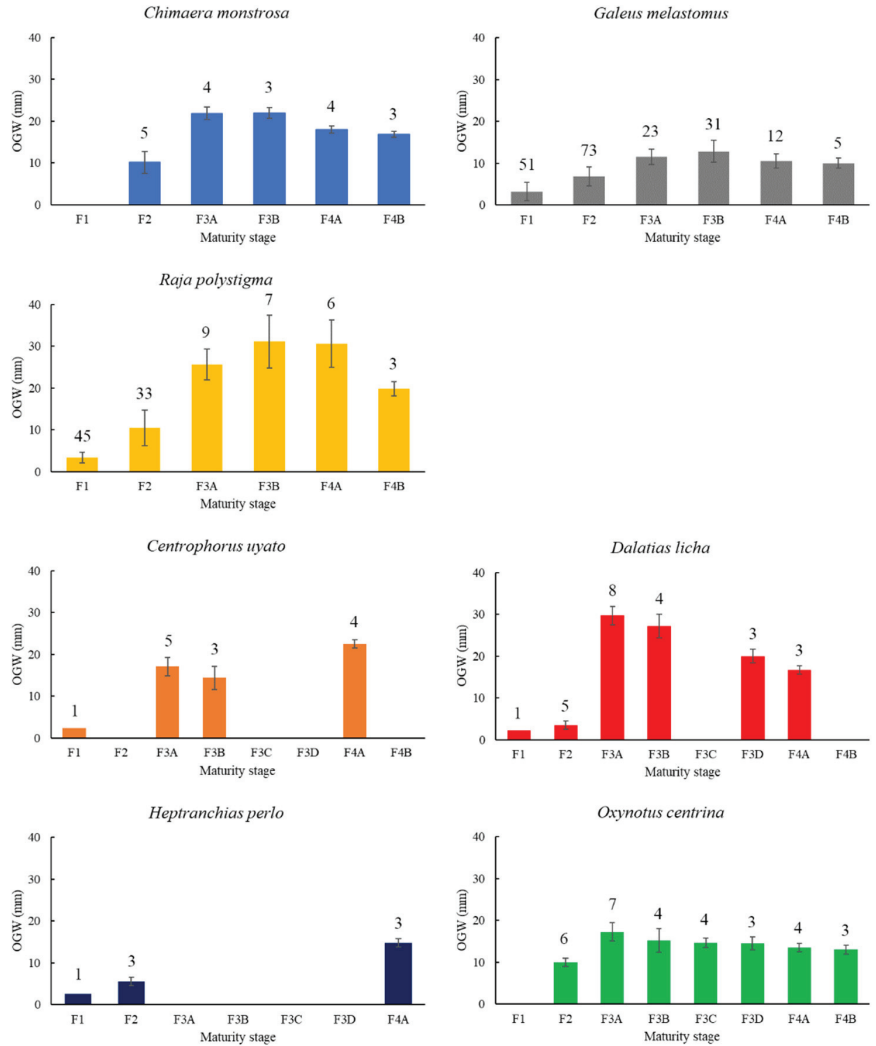 Chimaera monstrosa
OGW (mm)
40
30
20
10
0
5
4
3
4
3
F1 F2 F3A F3B F4A F4B
Maturity stage
Galeus melastomus
OGW (mm)
40
30
20
10
0
51
73
23
31
12
5
F1 F2 F3A F3B F4A F4B
Maturity stage
Raja polystigma
OGW (mm)
40
30
20
10
0
45
33
9
7
6
3
F1 F2 F3A F3B F4A F4B
Maturity stage
Centrophorus uyato
OGW (mm)
40
30
20
10
0
1
5
3
4
F1 F2 F3A F3B F3C F3D F4A F4B
Maturity stage
Dalatias licha
OGW (mm)
40
30
20
10
0
1
5
8
4
3
3
F1 F2 F3A F3B F3C F3D F4A F4B
Maturity stage
Heptranchias perlo
OGW (mm)
40
30
20
10
0
1
3
3
F1 F2 F3A F3B F3C F3D F4A
Maturity stage
Oxynotus centrina
OGW (mm)
40
30
20
10
0
6
7
4
4
3
4
3
F1 F2 F3A F3B F3C F3D F4A F4B
Maturity stage